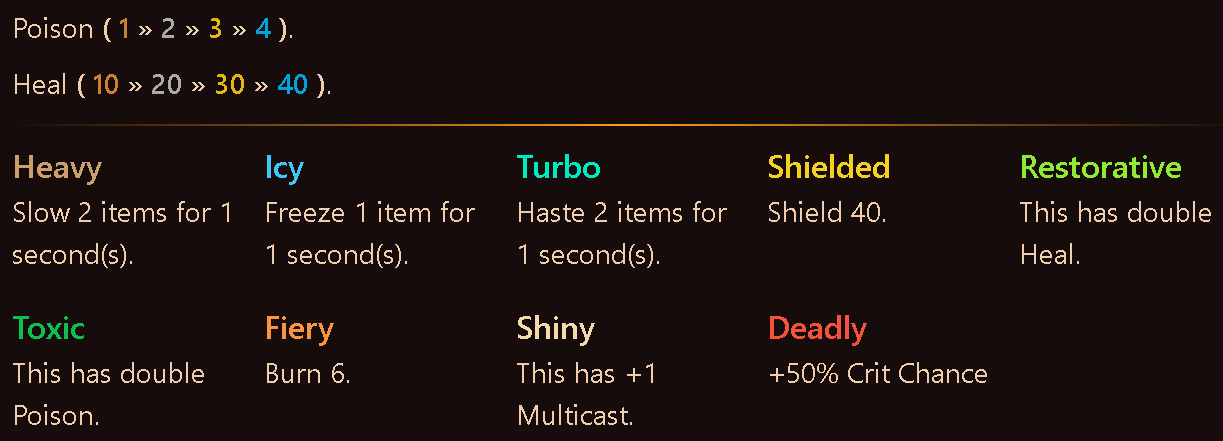 Poison ( 1 » 2 » 3 » 4 ).
Heal ( 10 » 20 » 30 » 40 ).
Heavy
Slow 2 items for 1
second(s).
Icy
Freeze 1 item for
1 second(s).
Turbo
Haste 2 items for
1 second(s).
Shielded
Shield 40.
Restorative
This has double
Heal.
Toxic
This has double
Poison.
Fiery
Burn 6.
Shiny
This has +1
Multicast.
Deadly
+50% Crit Chance